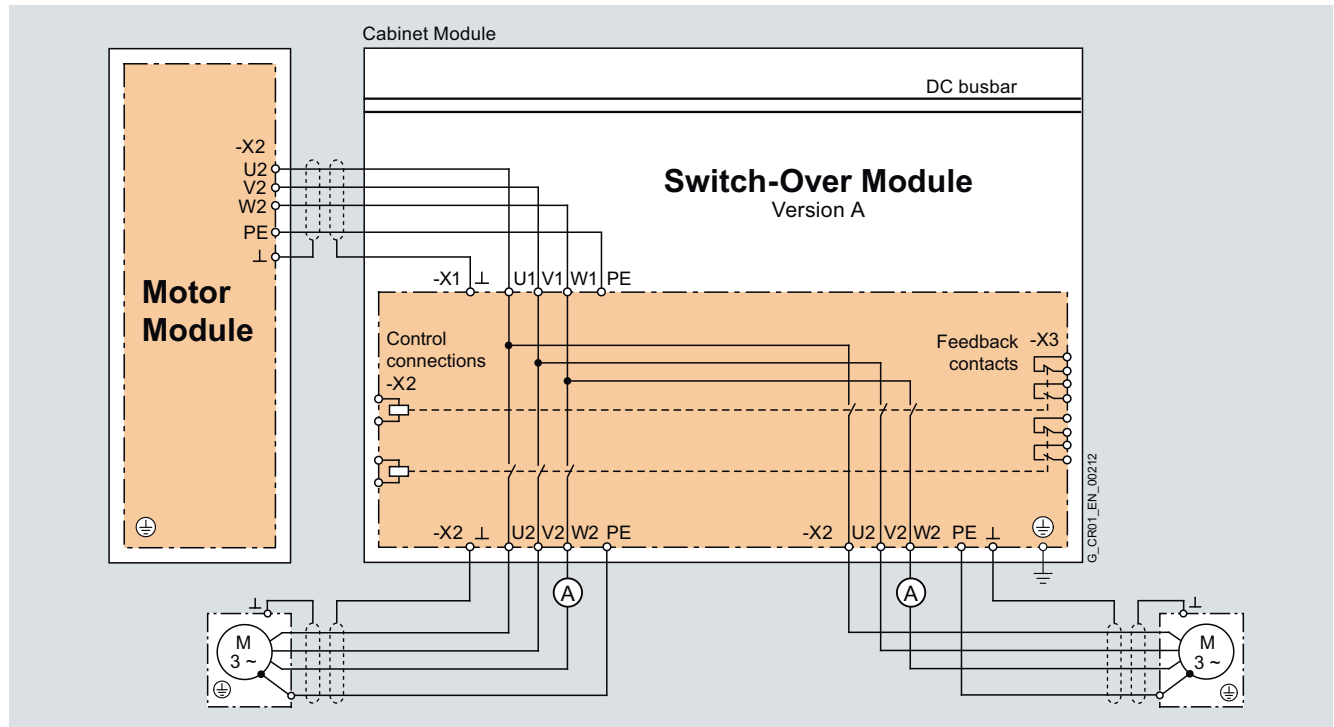 Cabinet Module
DC busbar
Switch-Over Module
Version A
-X2
U2
V2
W2
PE
⊥
Motor
Module
-X1 ⊥ U1 V1 W1 PE
Control
connections
-X2
Feedback
contacts
-X3
-X2 ⊥ U2 V2 W2 PE
-X2 U2 V2 W2 PE ⊥
G_CR01_EN_00212
A
A
⊥
M
3 ~
⊥
M
3 ~